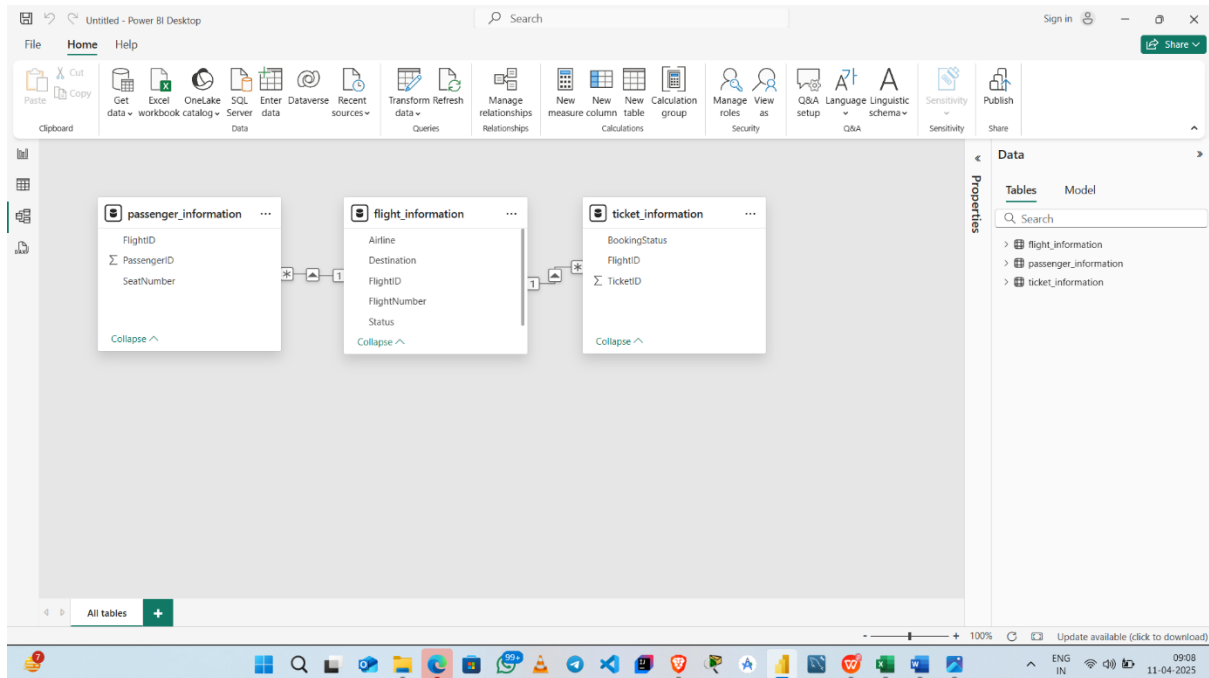 Untitled - Power BI Desktop
Search
Sign in
File Home Help
Share
Paste
Cut
Copy
Get data
Excel workbook
OneLake catalog
SQL Server
Enter data
Dataverse
Recent sources
Transform data
Refresh
Manage relationships
New measure
New column
New table
Calculation group
Manage roles
View as
Q&A setup
Language
Linguistic schema
Sensitivity
Publish
Clipboard
Data
Queries
Relationships
Calculations
Security
Q&A
Sensitivity
Share
passenger_information
FlightID
PassengerID
SeatNumber
Collapse
* 1
flight_information
Airline
Destination
FlightID
FlightNumber
Status
Collapse
1 *
ticket_information
BookingStatus
FlightID
TicketID
Collapse
Properties
Data
Tables Model
Search
flight_information
passenger_information
ticket_information
DAX
All tables
100%
Update available (click to download)
7
99+
ENG
IN
09:08
11-04-2025